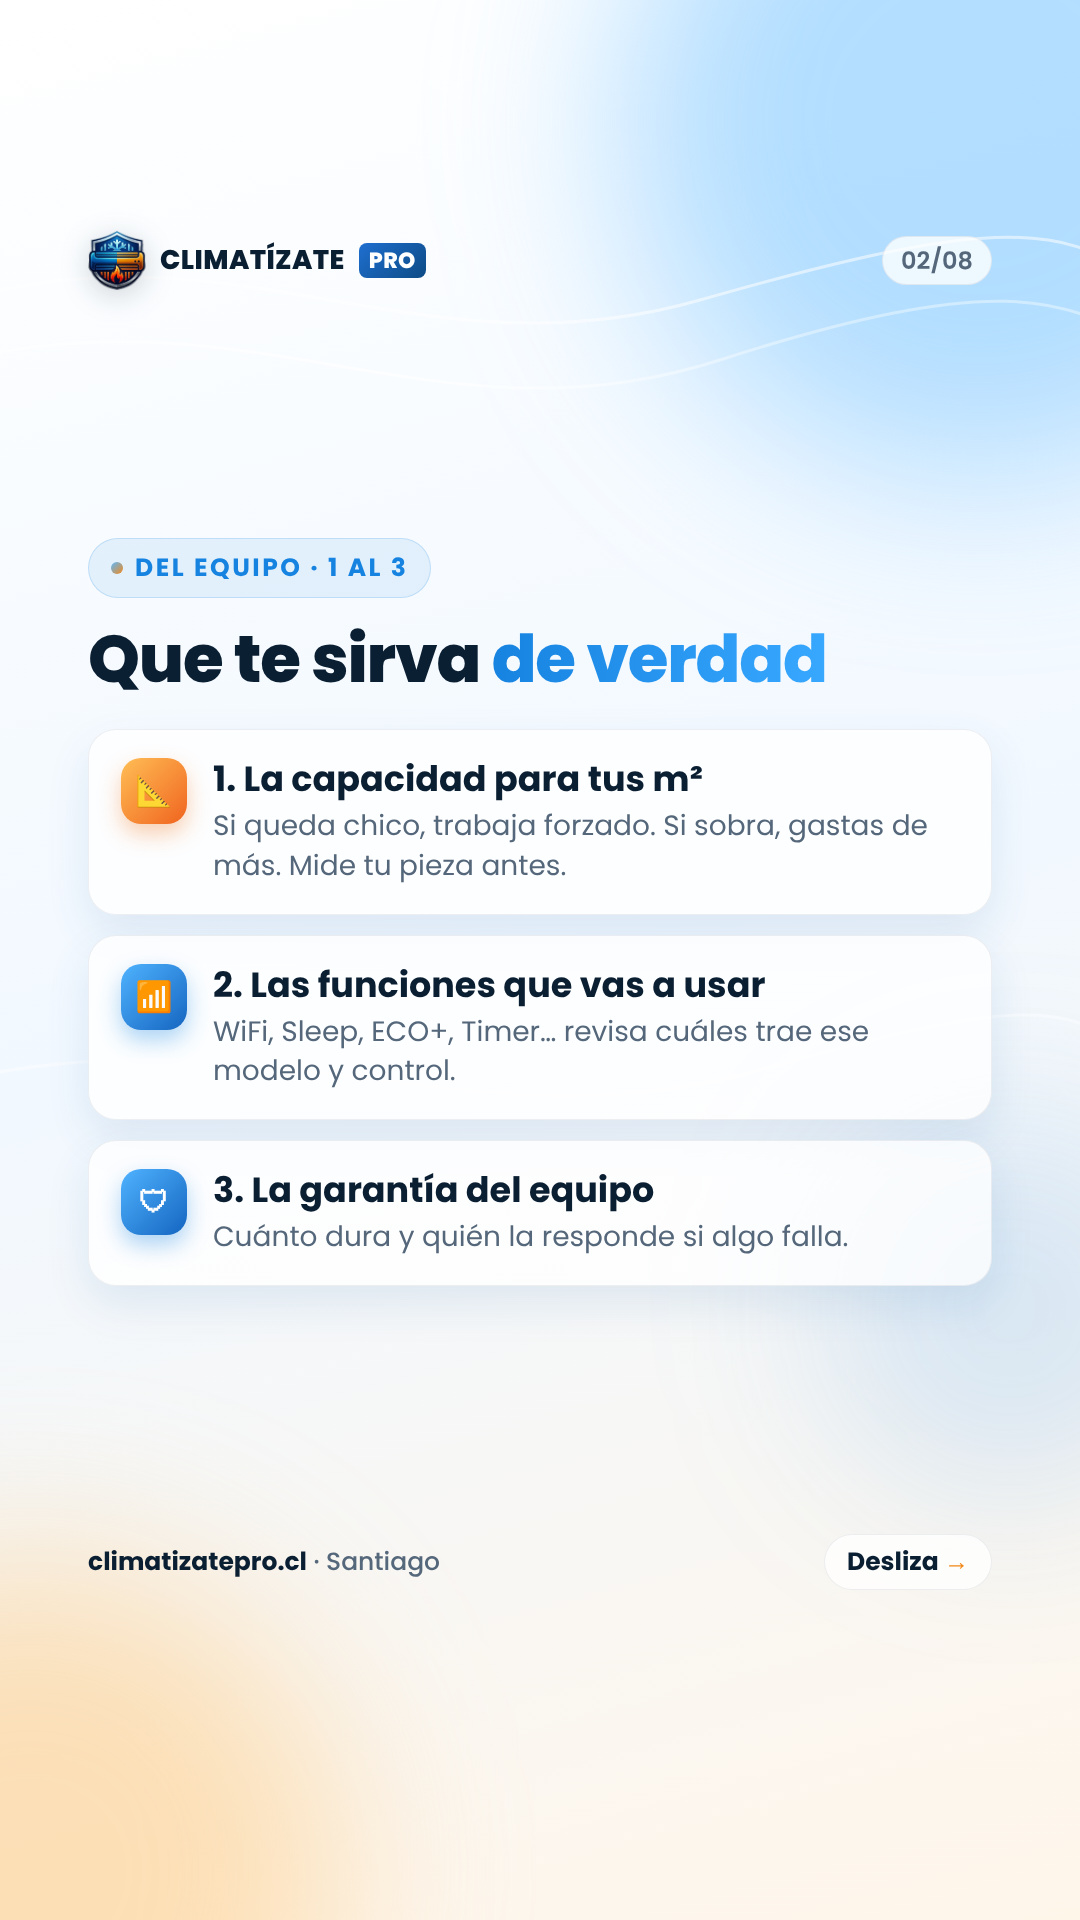 CLIMATÍZATE PRO
02/08
DEL EQUIPO · 1 AL 3
Que te sirva de verdad
1. La capacidad para tus m²
Si queda chico, trabaja forzado. Si sobra, gastas de
más. Mide tu pieza antes.
2. Las funciones que vas a usar
WiFi, Sleep, ECO+, Timer... revisa cuáles trae ese
modelo y control.
3. La garantía del equipo
Cuánto dura y quién la responde si algo falla.
climatizatepro.cl · Santiago
Desliza →